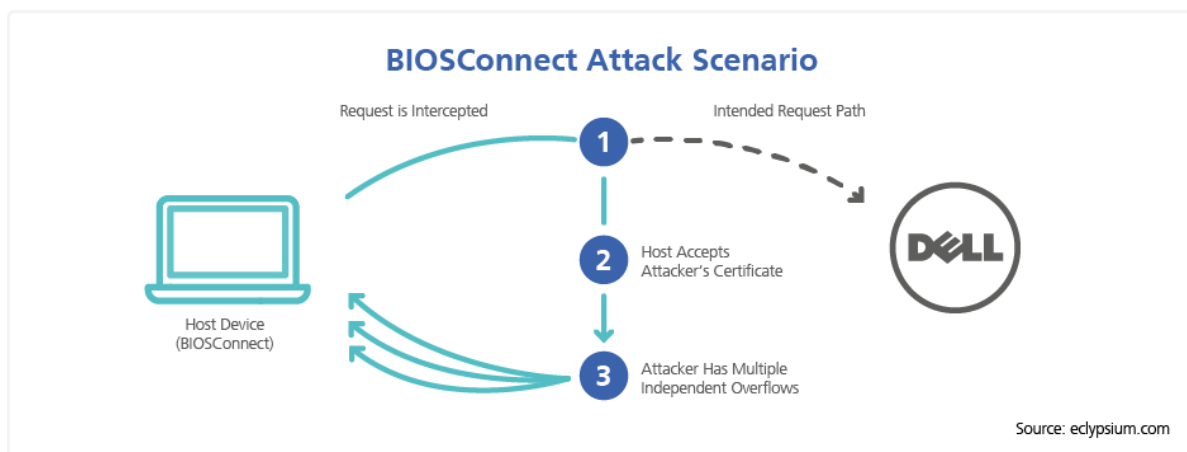 BIOSConnect Attack Scenario
Request is Intercepted
1
Intended Request Path
DELL
2
Host Accepts
Attacker's Certificate
Host Device
(BIOSConnect)
3
Attacker Has Multiple
Independent Overflows
Source: eclypsium.com